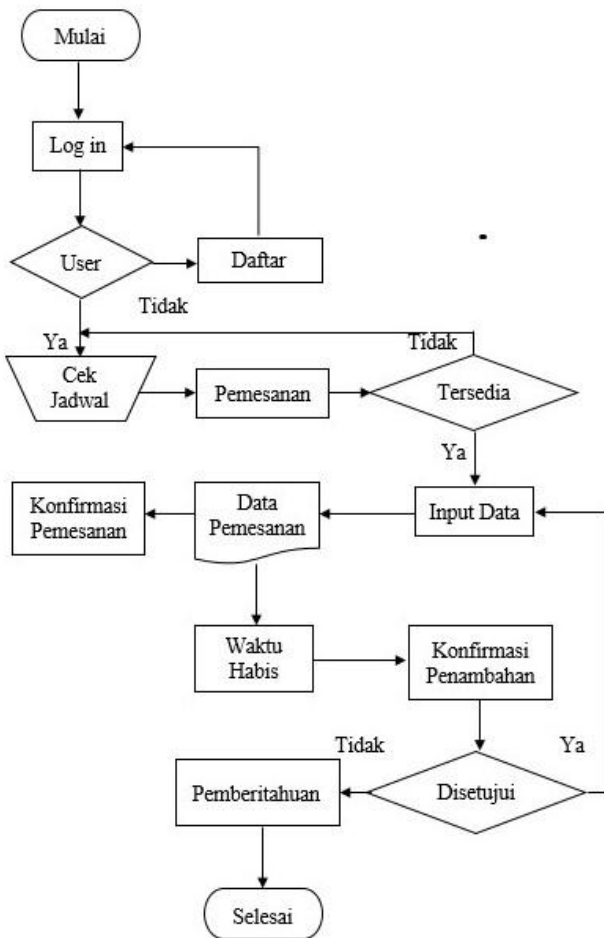 Mulai
Log in
User
Daftar
Tidak
Ya
Tidak
Cek
Jadwal
Pemesanan
Tersedia
Ya
Konfirmasi
Pemesanan
Data
Pemesanan
Input Data
Waktu
Habis
Konfirmasi
Penambahan
Tidak
Ya
Pemberitahuan
Disetujui
Selesai